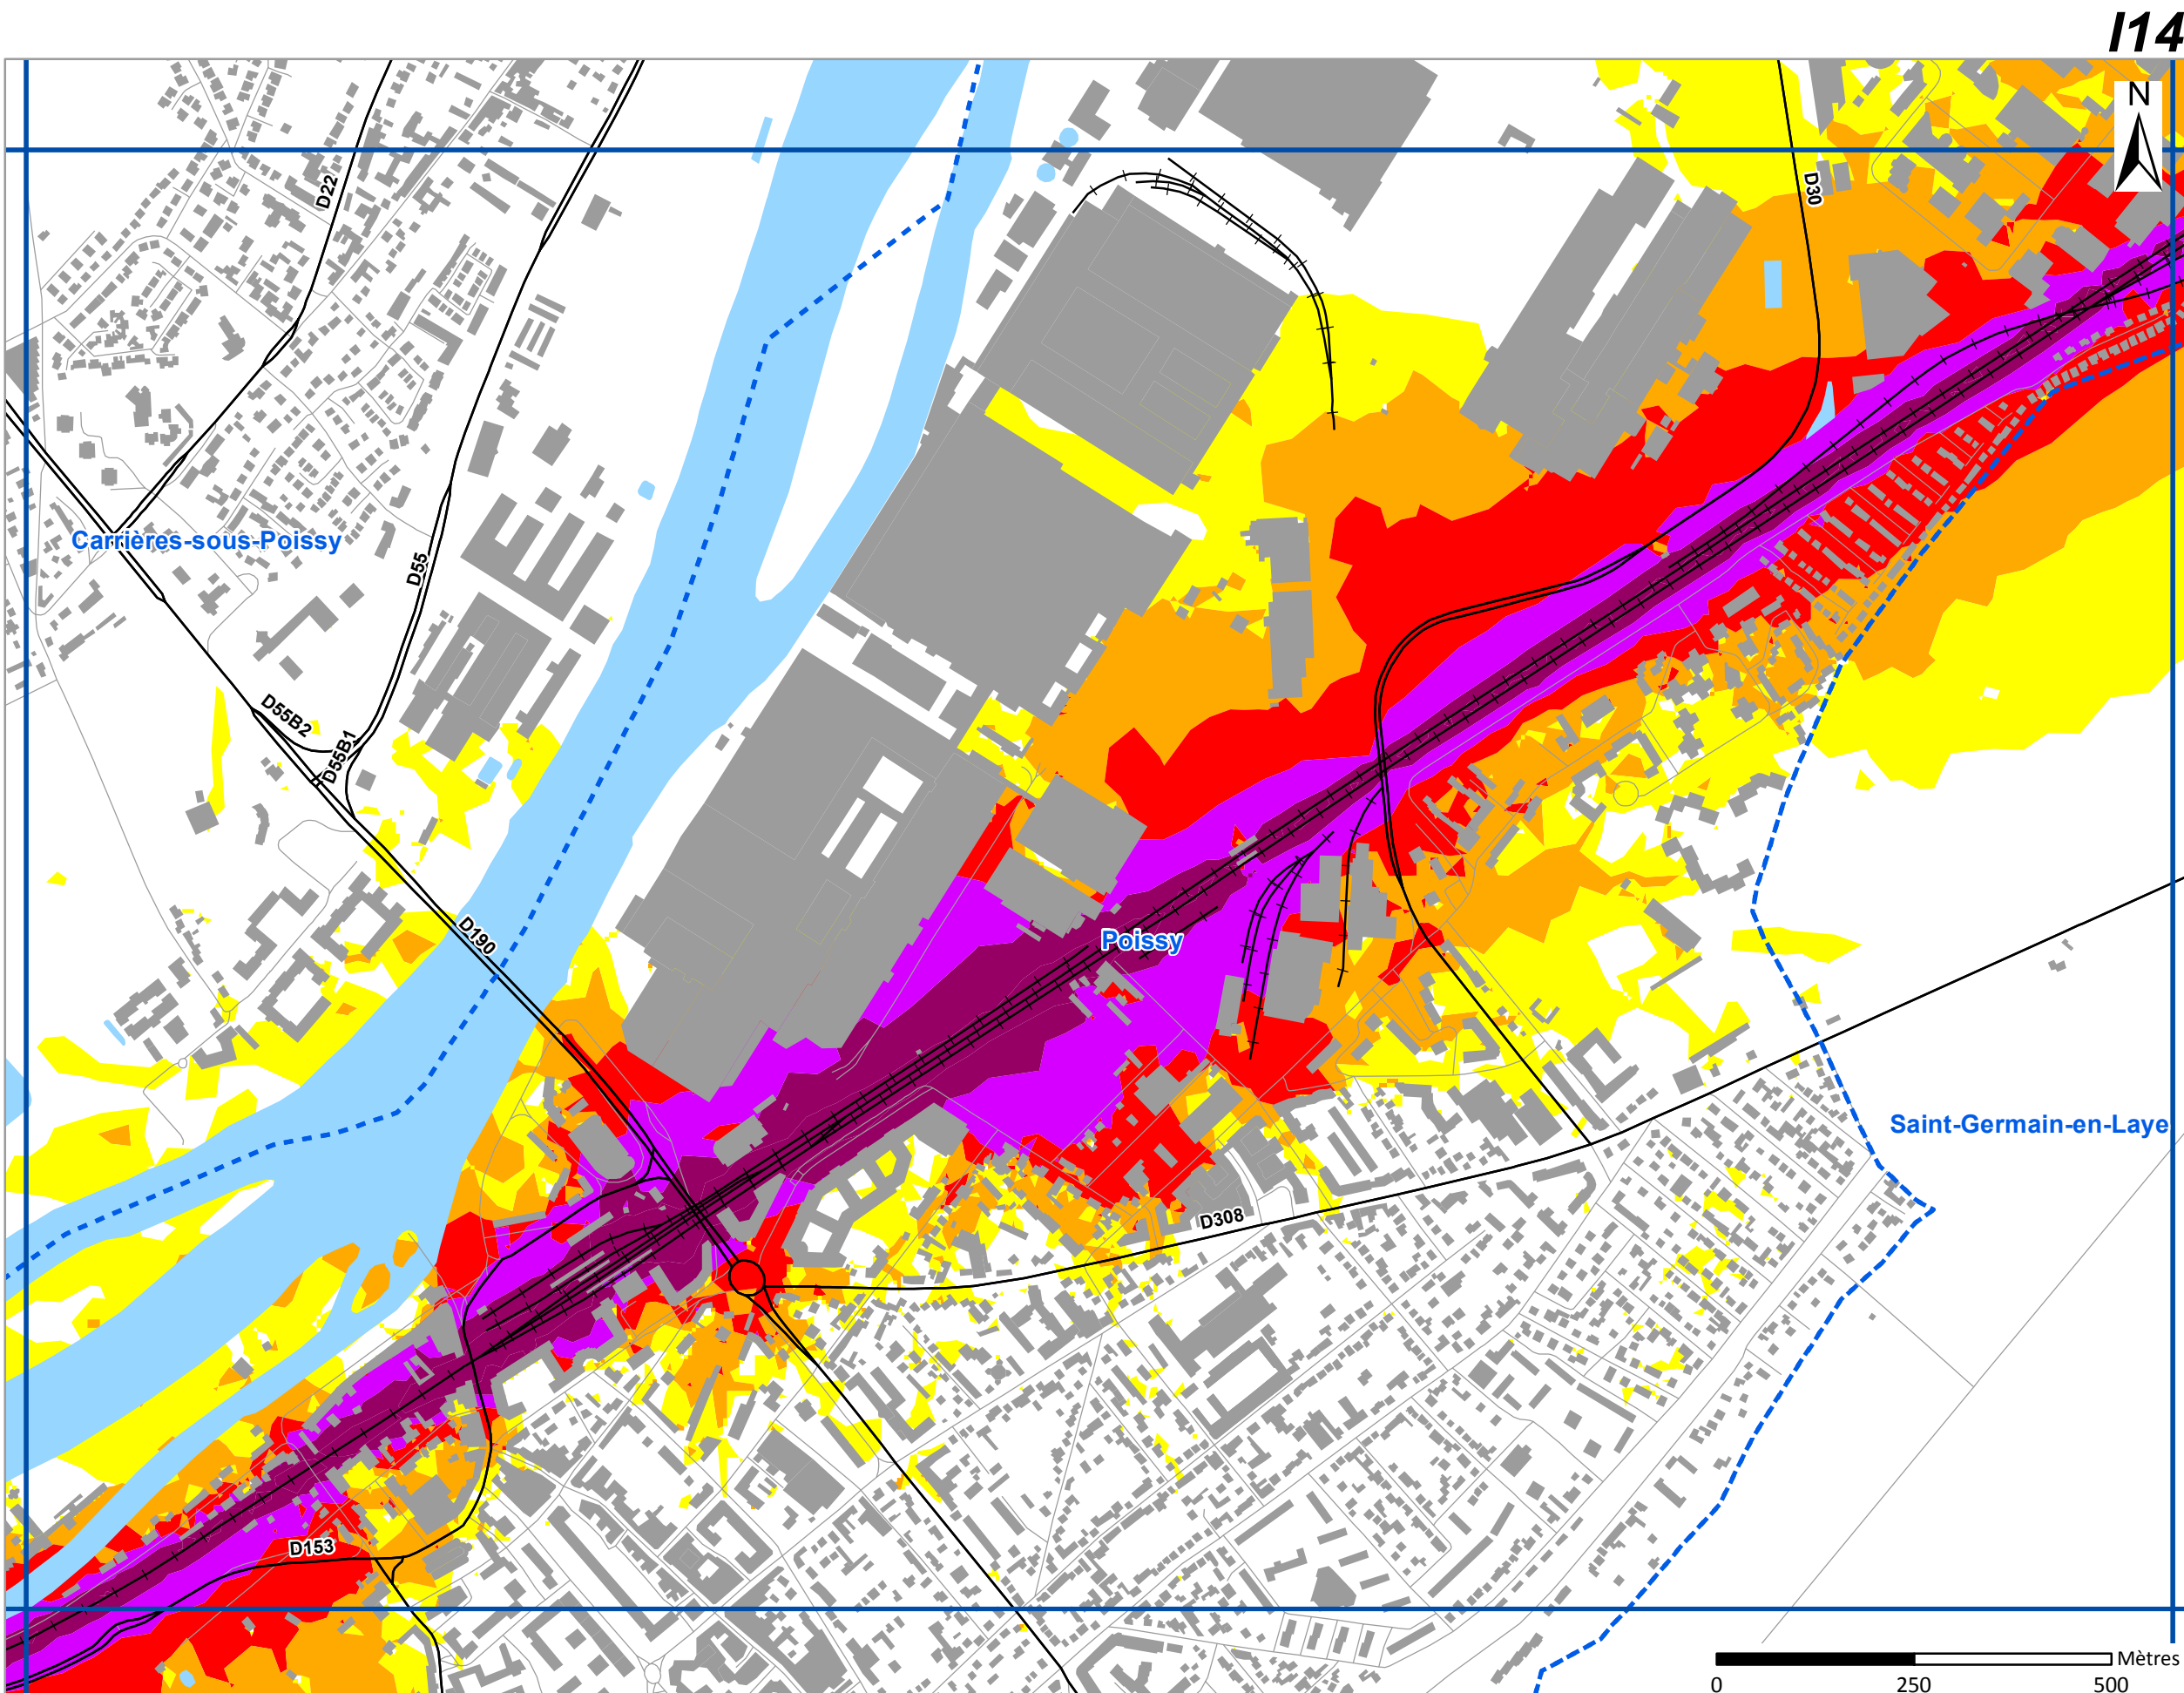 I14
N
D22
D30
Carrières-sous-Poissy
D55
D55B2
D55B1
D190
Poissy
Saint-Germain-en-Laye
D308
D153
Mètres
0 250 500